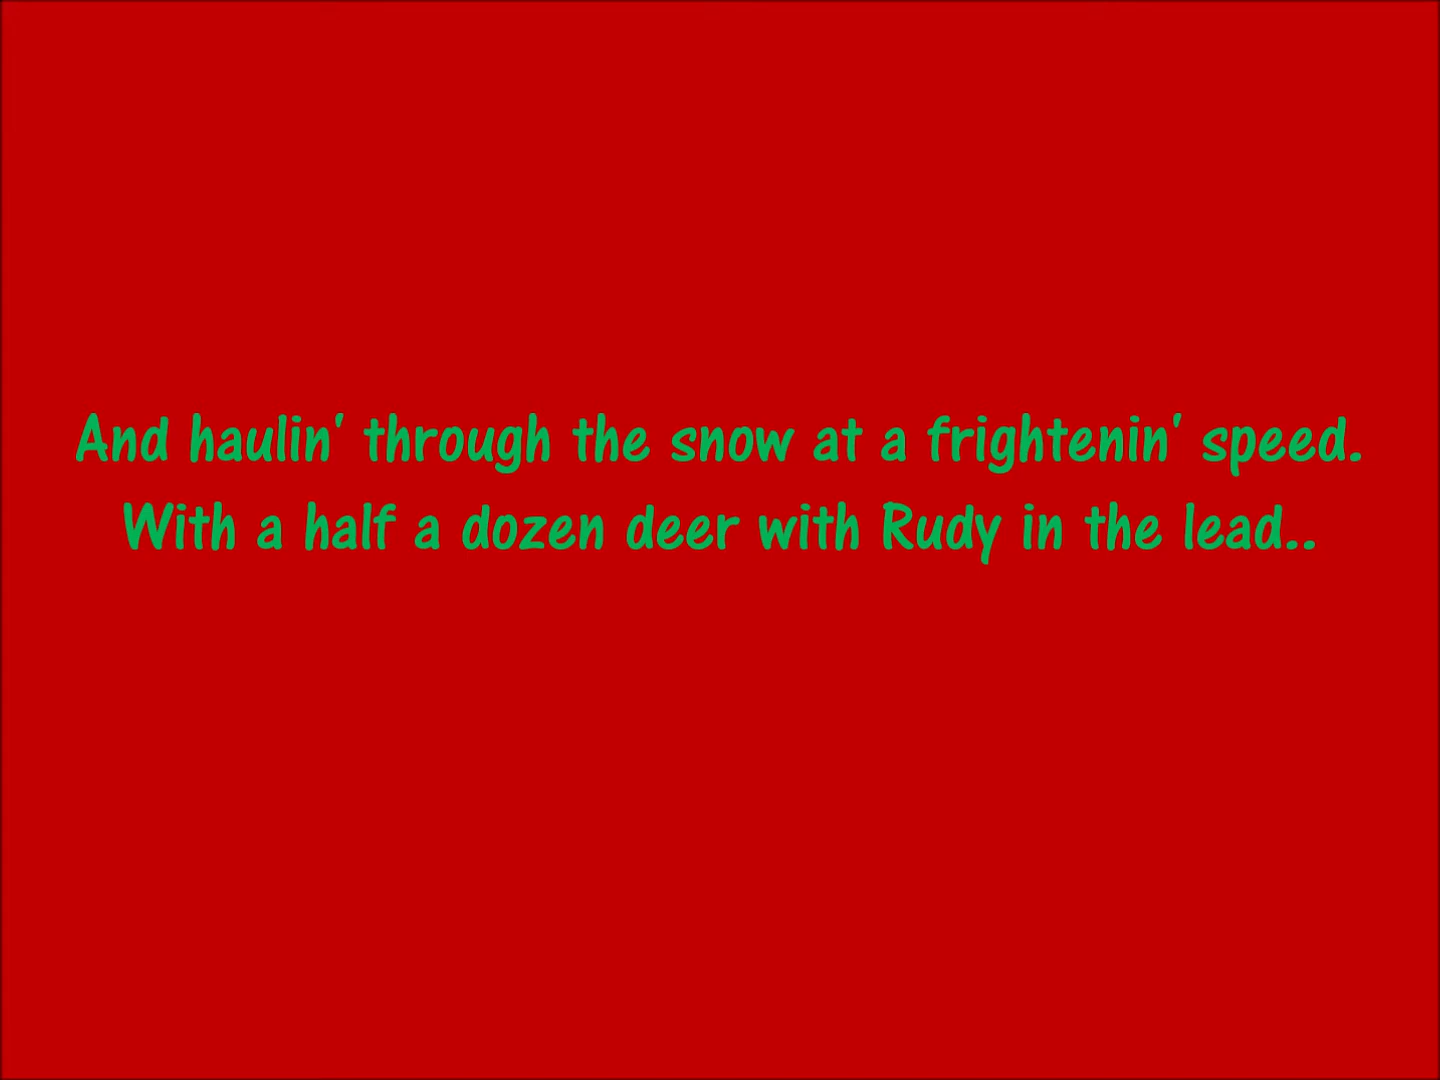 And haulin' through the snow at a frightenin' speed.
With a half a dozen deer with Rudy in the lead..